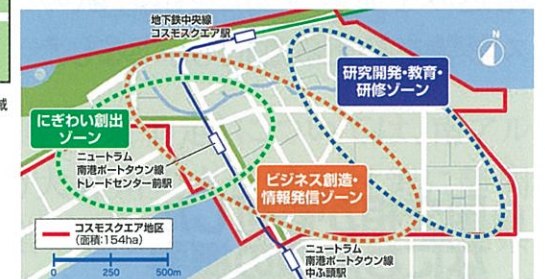 地下鉄中央線
コスモスクエア駅
N
研究開発・教育・
研修ゾーン
域
にぎわい創出
ゾーン
ニュートラム
南港ポートタウン線
トレードセンター前駅
ビジネス創造・
情報発信ゾーン
コスモスクエア地区
(面積:154ha)
0 250 500m
ニュートラム
南港ポートタウン線
中ふ頭駅